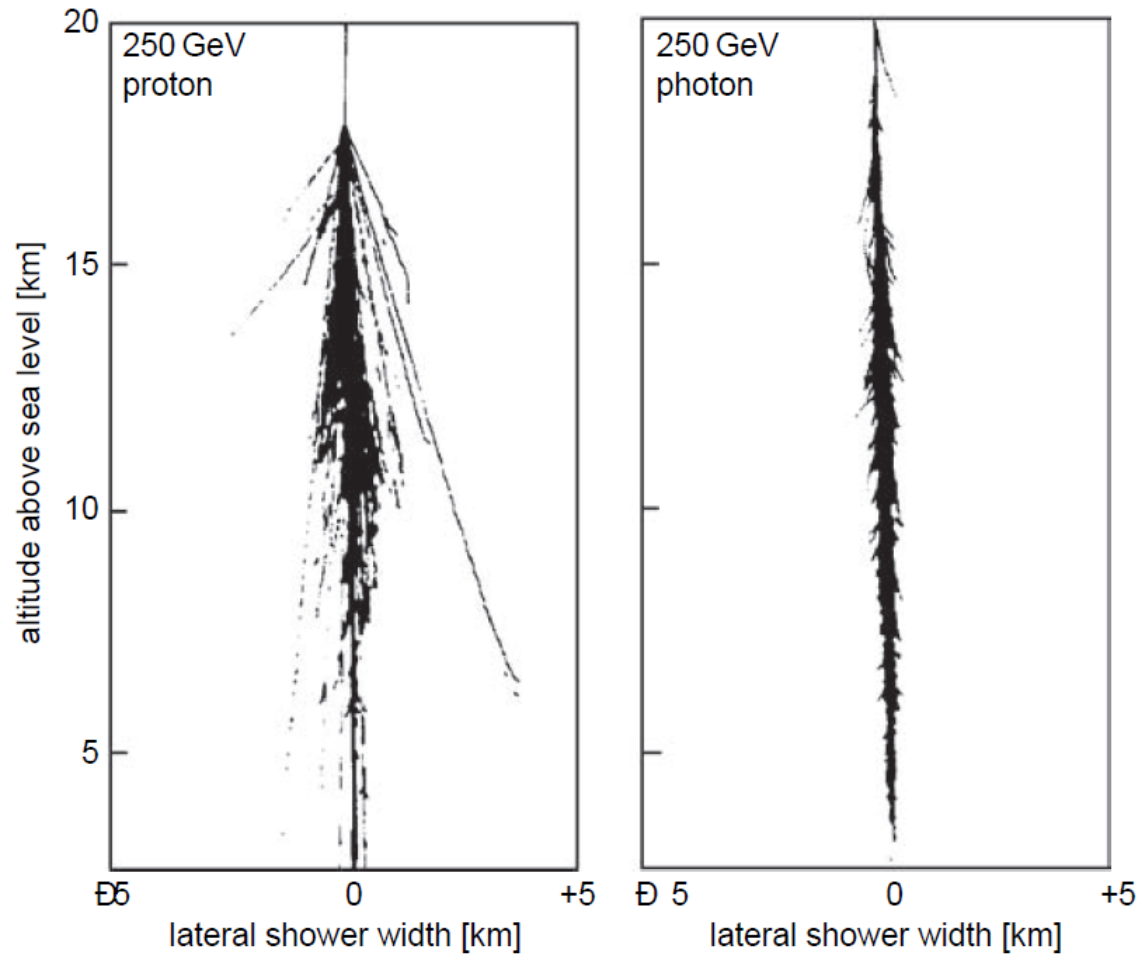 20
250 GeV
proton
15
10
5
altitude above sea level [km]
Ð5 0 +5
lateral shower width [km]
250 GeV
photon
Ð 5 0 +5
lateral shower width [km]